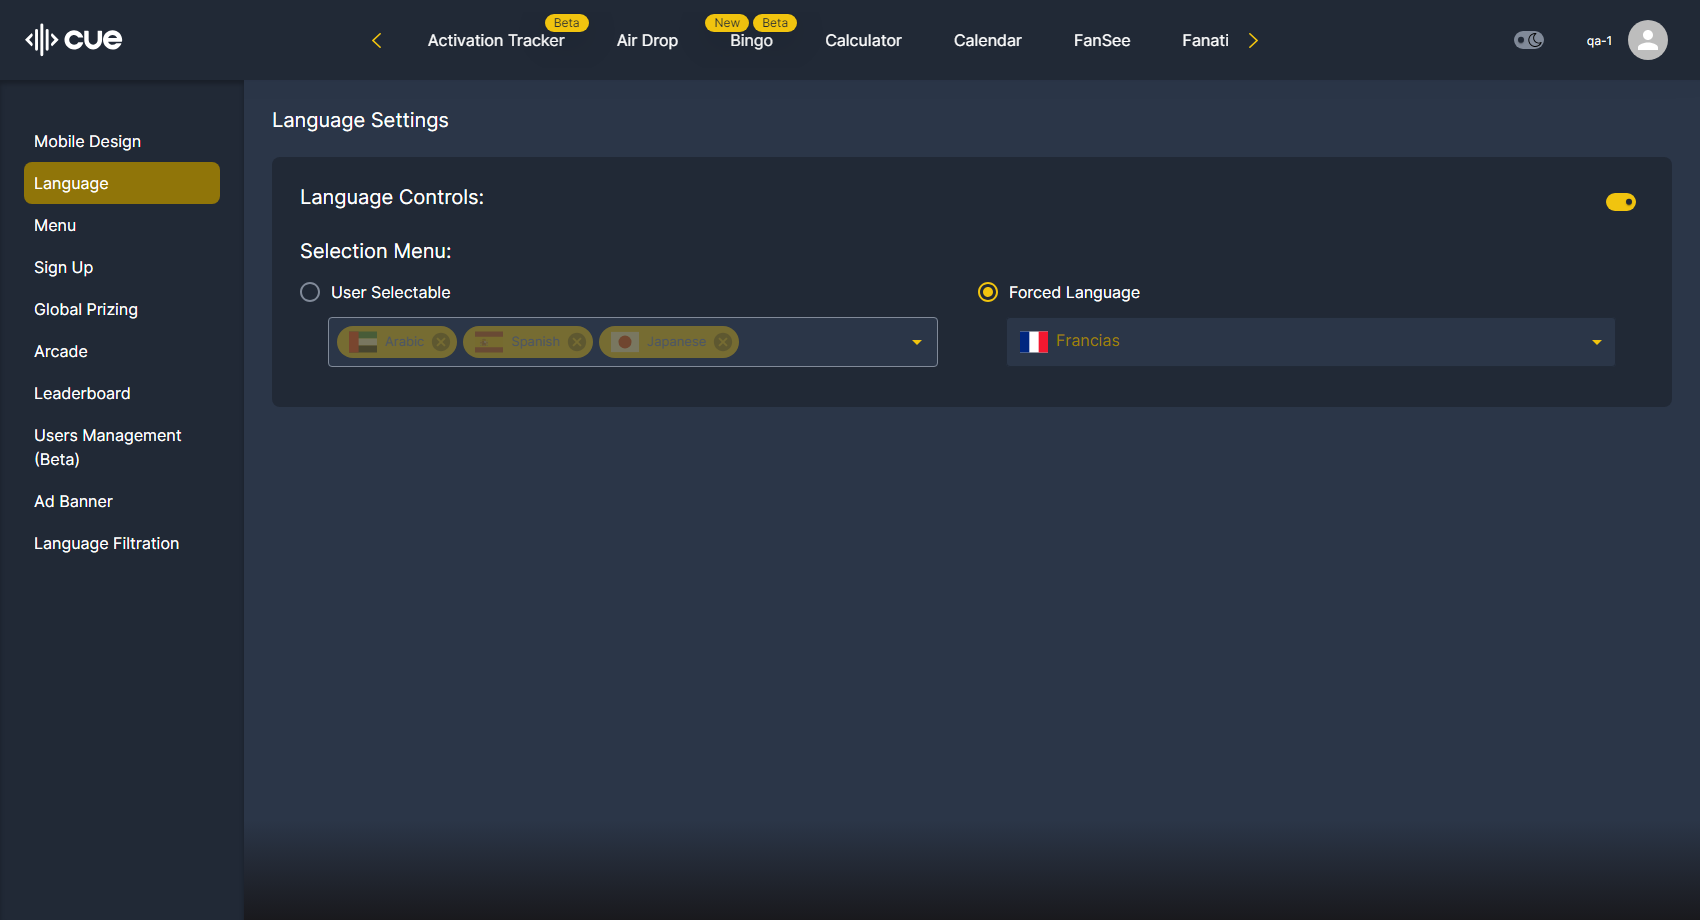 cue
Activation Tracker
Beta
Air Drop
New
Beta
Bingo
Calculator
Calendar
FanSee
Fanati
qa-1
Mobile Design
Language
Menu
Sign Up
Global Prizing
Arcade
Leaderboard
Users Management
(Beta)
Ad Banner
Language Filtration
Language Settings
Language Controls:
Selection Menu:
User Selectable
Arabic
Spanish
Japanese
Forced Language
Francias